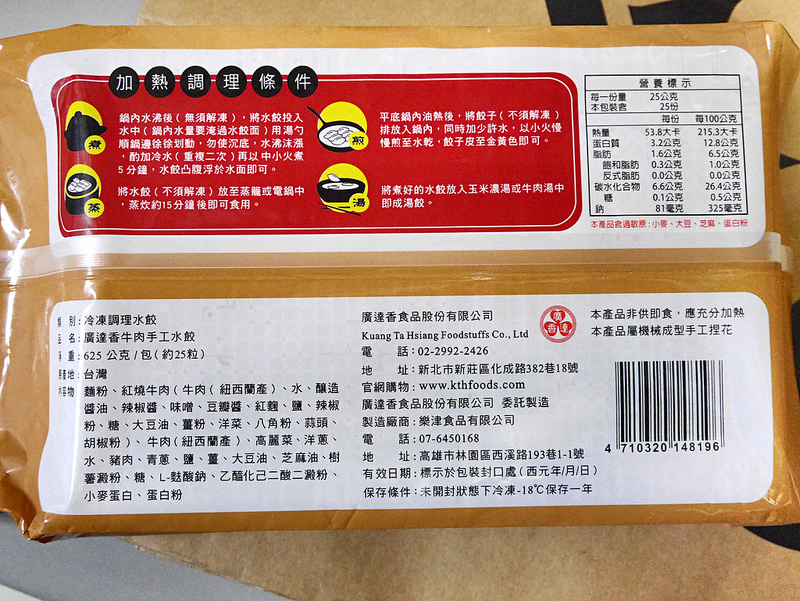 加熱調理條件
鍋內水沸後（無須解凍），將水餃投入
水中（鍋內水量要淹過水餃面）用湯勺
順鍋邊徐徐划動，勿使沉底，水沸沫漲
，酌加冷水（重複二次）再以中小火煮
5分鐘，水餃凸腹浮於水面即可。
煮
將水餃（不須解凍）放至蒸籠或電鍋中
，蒸炊約15分鐘後即可食用。
蒸
平底鍋內油熱後，將餃子（不須解凍）
排放入鍋內，同時加少許水，以小火慢
慢煎至水乾，餃子皮至金黃色即可。
煎
將煮好的水餃放入玉米濃湯或牛肉湯中
即成湯餃。
湯
營養標示
每一份量 25公克
本包裝含 25份
每份 每100公克
熱量 53.8大卡 215.3大卡
蛋白質 3.2公克 12.8公克
脂肪 1.6公克 6.5公克
飽和脂肪 0.3公克 1.0公克
反式脂肪 0.0公克 0.0公克
碳水化合物 6.6公克 26.4公克
糖 0.1公克 0.5公克
鈉 81毫克 325毫克
本產品含過敏原:小麥、大豆、芝麻、蛋白粉
別:冷凍調理水餃
品名:廣達香牛肉手工水餃
重:625公克/包(約25粒)
產地:台灣
內容物:麵粉、紅燒牛肉(牛肉(紐西蘭產)、水、釀造
醬油、辣椒醬、味噌、豆瓣醬、紅麴、鹽、辣椒
粉、糖、大豆油、薑粉、洋菜、八角粉、蒜頭、
胡椒粉)、牛肉(紐西蘭產)、高麗菜、洋蔥、
水、豬肉、青蔥、鹽、薑、大豆油、芝麻油、樹
薯澱粉、糖、L-麩酸鈉、乙醯化己二酸二澱粉、
小麥蛋白、蛋白粉
廣達香食品股份有限公司
Kuang Ta Hsiang Foodstuffs Co., Ltd
電話:02-2992-2426
地址:新北市新莊區化成路382巷18號
官網購物:www.kthfoods.com
廣達香食品股份有限公司 委託製造
製造廠商:樂津食品有限公司
電話:07-6450168
地址:高雄市林園區西溪路193巷1-1號
有效日期:標示於包裝封口處(西元年/月/日)
保存條件:未開封狀態下冷凍-18℃保存一年
廣
香達
本產品非供即食，應充分加熱
本產品屬機械成型手工捏花
4 710320 148196